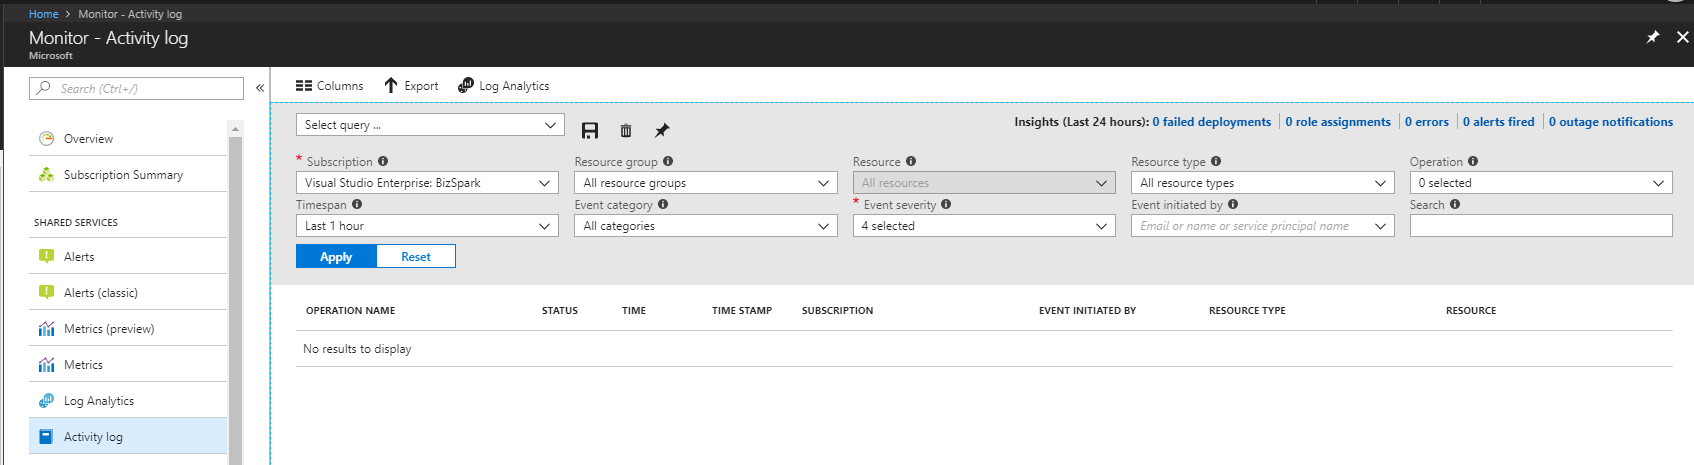 Home > Monitor - Activity log
Monitor - Activity log
Microsoft
Search (Ctrl+/)
«
Overview
Subscription Summary
SHARED SERVICES
Alerts
Alerts (classic)
Metrics (preview)
Metrics
Log Analytics
Activity log
Columns
Export
Log Analytics
Select query ...
Insights (Last 24 hours): 0 failed deployments | 0 role assignments | 0 errors | 0 alerts fired | 0 outage notifications
* Subscription
Resource group
Resource
Resource type
Operation
Visual Studio Enterprise: BizSpark
All resource groups
All resources
All resource types
0 selected
Timespan
Event category
* Event severity
Event initiated by
Search
Last 1 hour
All categories
4 selected
Email or name or service principal name
Apply
Reset
OPERATION NAME
STATUS
TIME
TIME STAMP
SUBSCRIPTION
EVENT INITIATED BY
RESOURCE TYPE
RESOURCE
No results to display